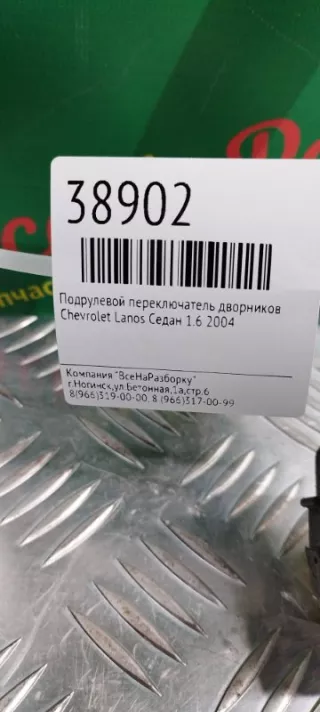 38902
Подрулевой переключатель дворников
Chevrolet Lanos Седан 1.6 2004
Компания "ВсеНаРазборку"
г.Ногинск,ул.Бетонная,1а,стр.6
8(966)319-00-00, 8 (966)317-00-99